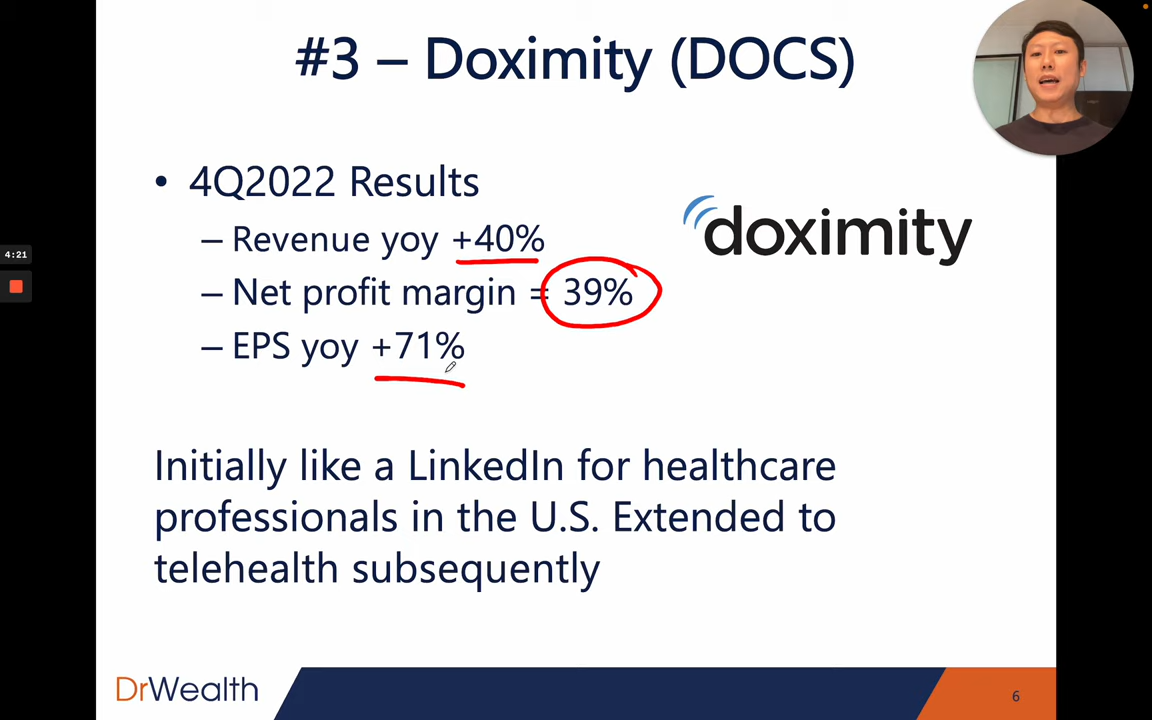 #3 – Doximity (DOCS)
• 4Q2022 Results
– Revenue yoy +40%
doximity
– Net profit margin = 39%
– EPS yoy +71%
4:21
Initially like a LinkedIn for healthcare
professionals in the U.S. Extended to
telehealth subsequently
DrWealth
6